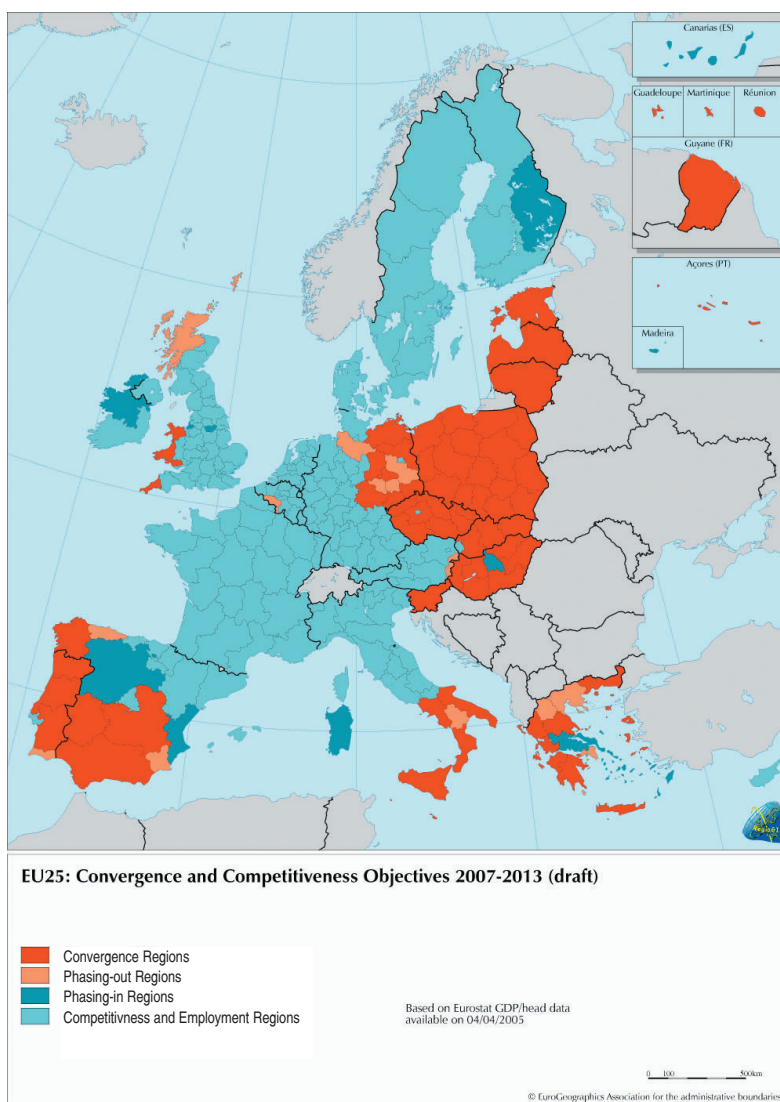 Canarias (ES)
Guadeloupe
Martinique
Réunion
Guyane (FR)
Açores (PT)
Madeira
EU25: Convergence and Competitiveness Objectives 2007-2013 (draft)
Convergence Regions
Phasing-out Regions
Phasing-in Regions
Competitivness and Employment Regions
Based on Eurostat GDP/head data
available on 04/04/2005
0 100 500km
© EuroGeographics Association for the administrative boundaries